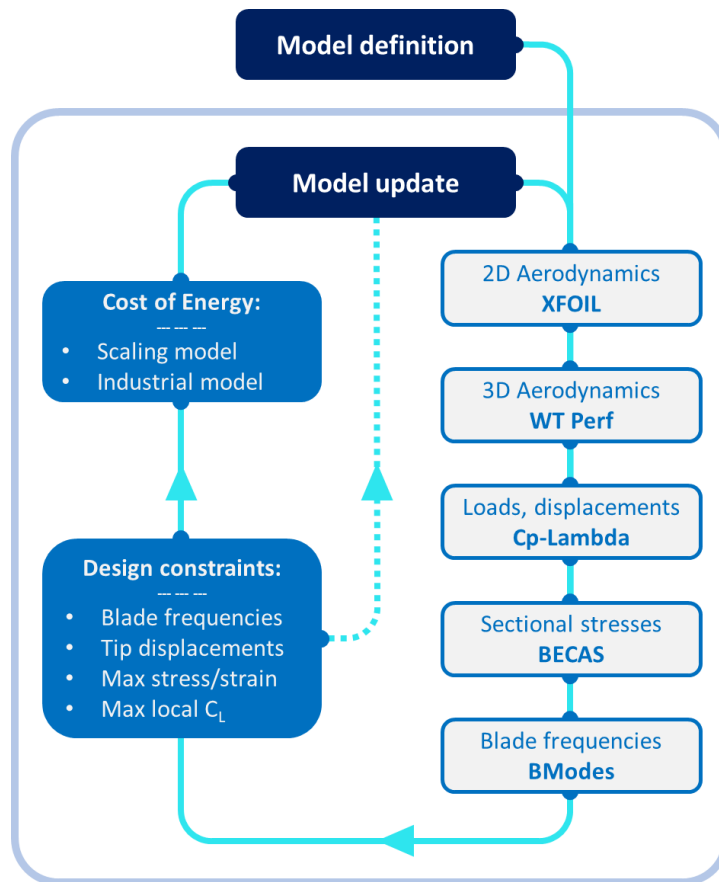 Model definition
Model update
Cost of Energy:
--- --- ---
• Scaling model
• Industrial model
Design constraints:
--- --- ---
• Blade frequencies
• Tip displacements
• Max stress/strain
• Max local C_L
2D Aerodynamics
XFOIL
3D Aerodynamics
WT Perf
Loads, displacements
Cp-Lambda
Sectional stresses
BECAS
Blade frequencies
BModes